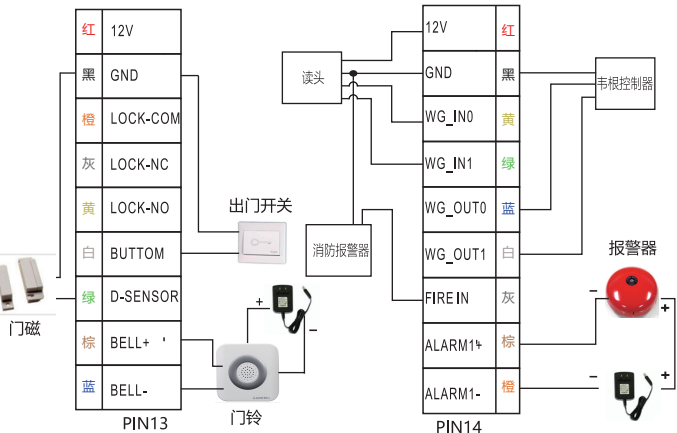 红 12V
黑 GND
橙 LOCK-COM
灰 LOCK-NC
黄 LOCK-NO
白 BUTTOM
绿 D-SENSOR
棕 BELL+
蓝 BELL-
PIN13
门磁
出门开关
+
−
门铃
12V 红
GND 黑
WG_IN0 黄
WG_IN1 绿
WG_OUT0 蓝
WG_OUT1 白
FIREIN 灰
ALARM1+ 棕
ALARM1- 橙
PIN14
读头
消防报警器
韦根控制器
报警器
−
+
−
+